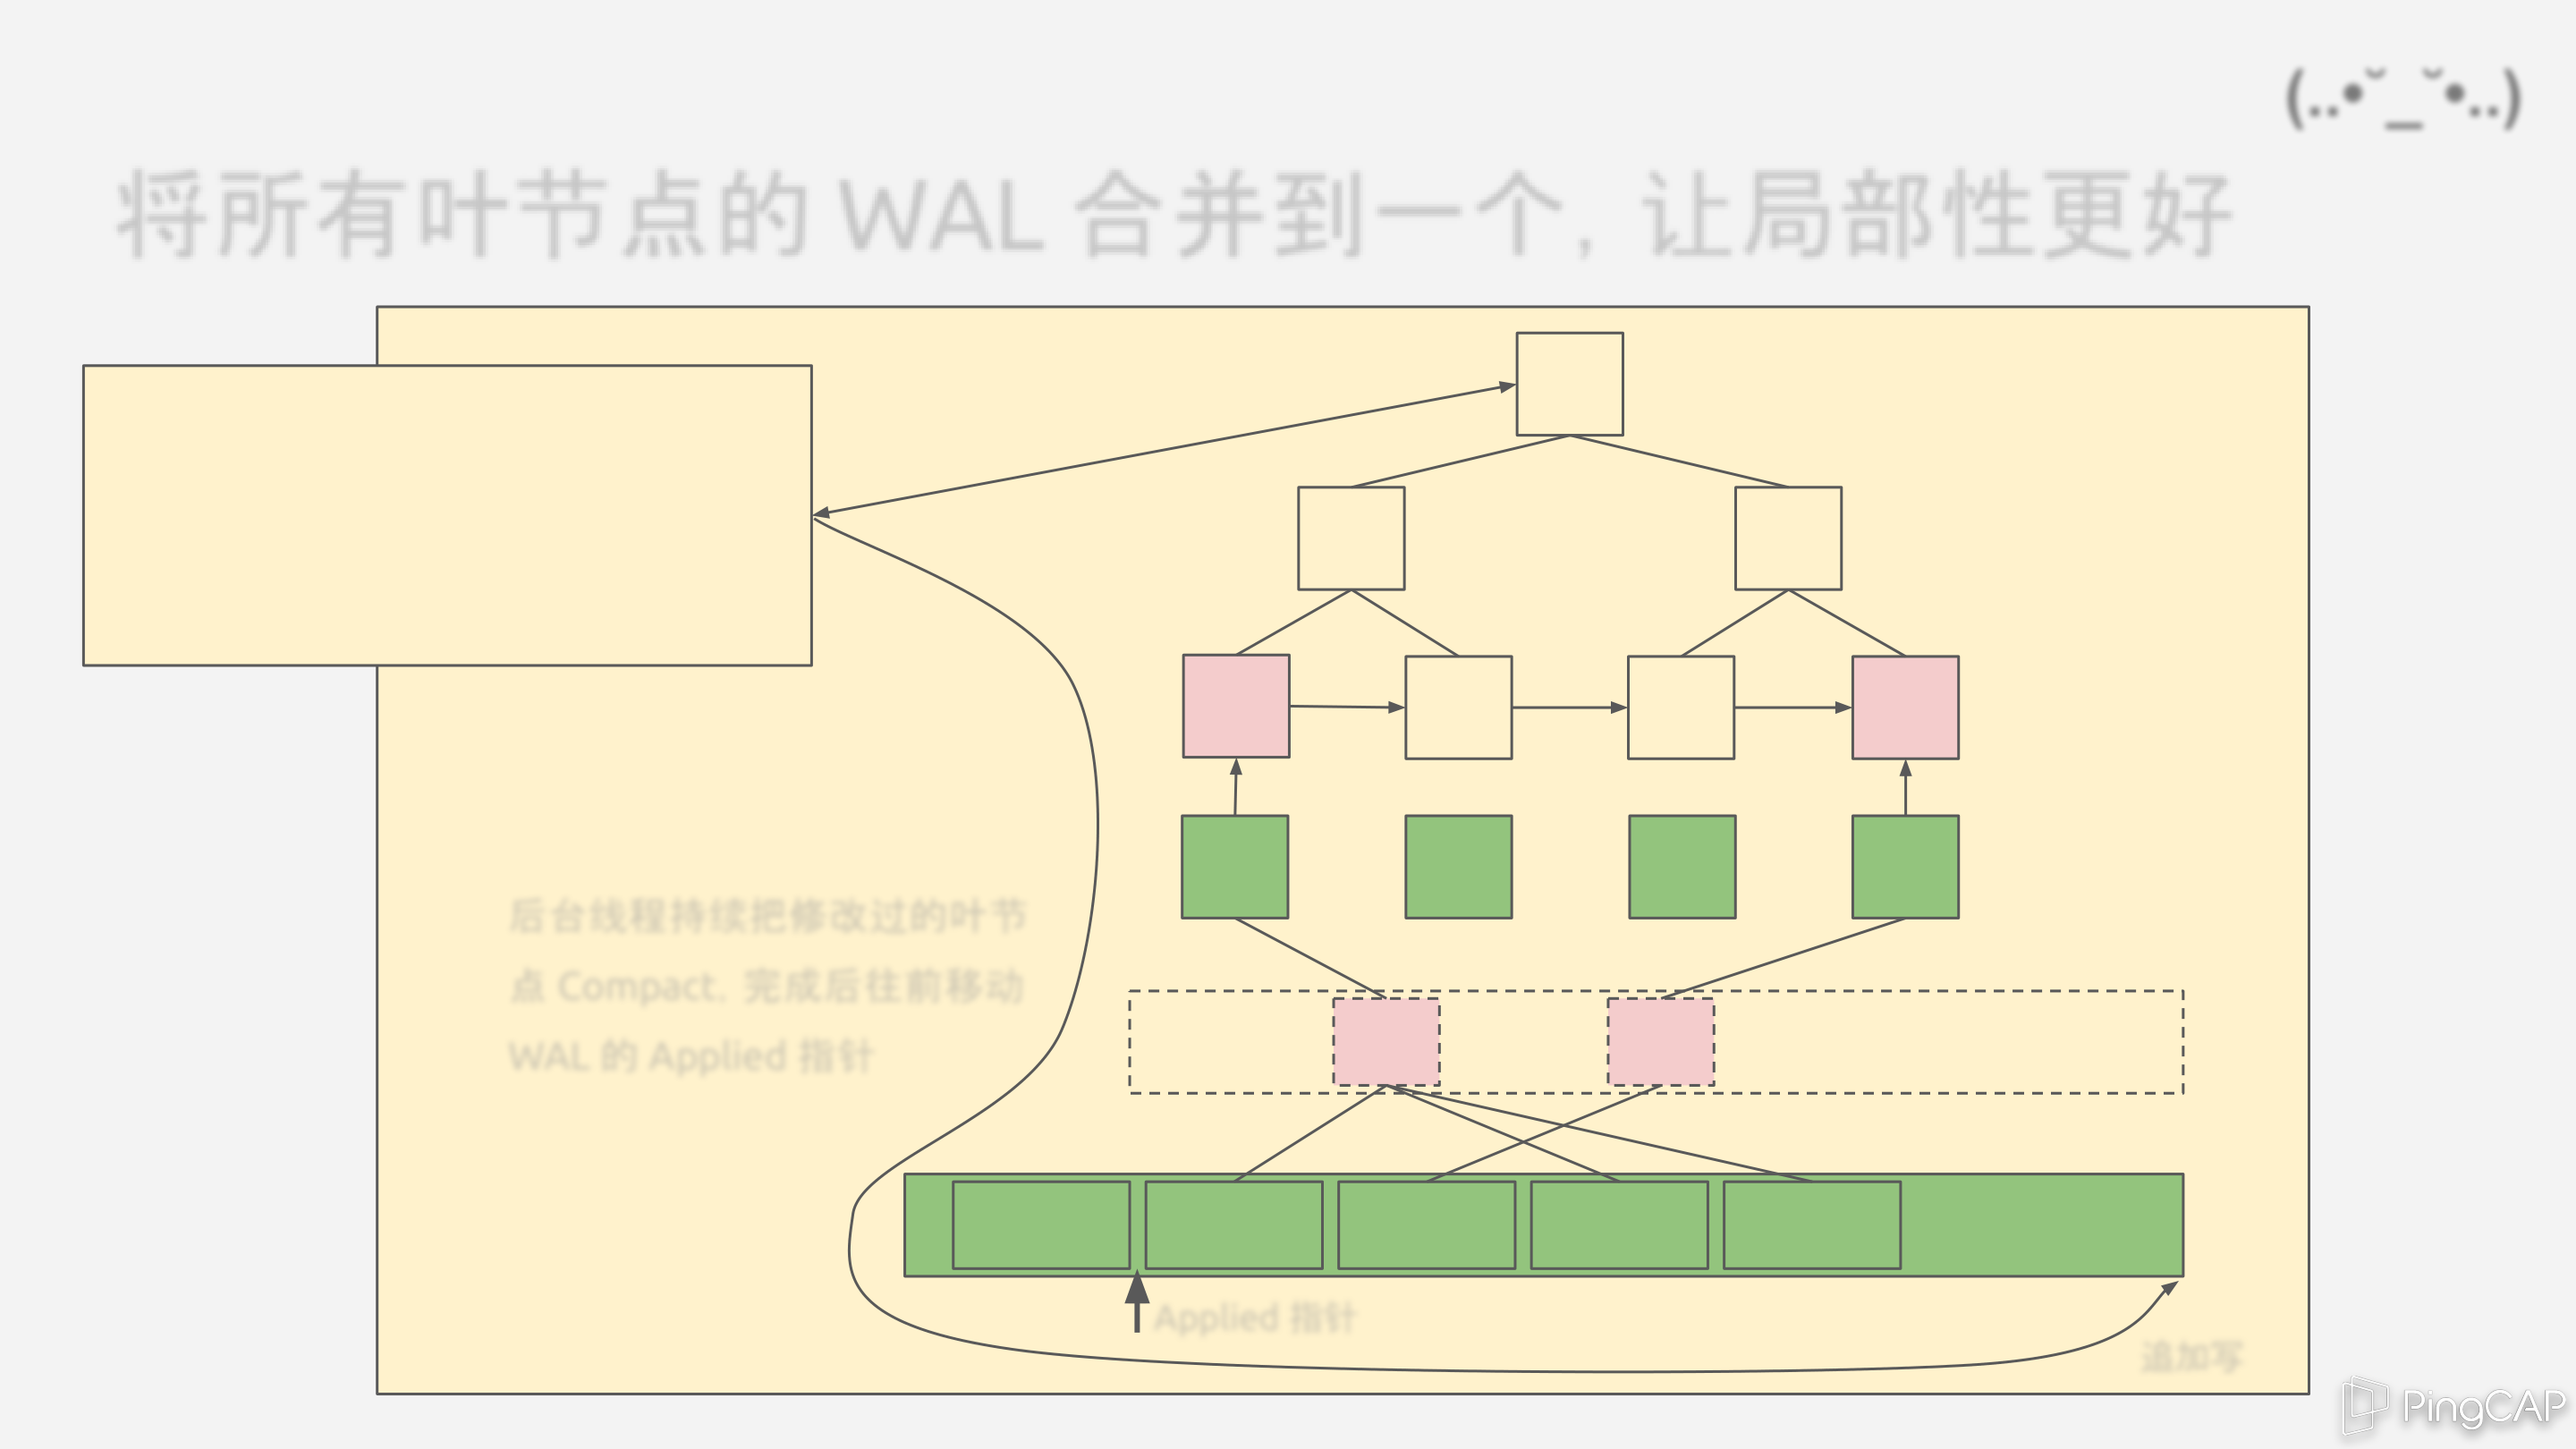 (..•˘_˘•..)
将所有叶节点的 WAL 合并到一个，让局部性更好
后台线程持续把修改过的叶节
点 Compact，完成后往前移动
WAL 的 Applied 指针
Applied 指针
追加写
PingCAP